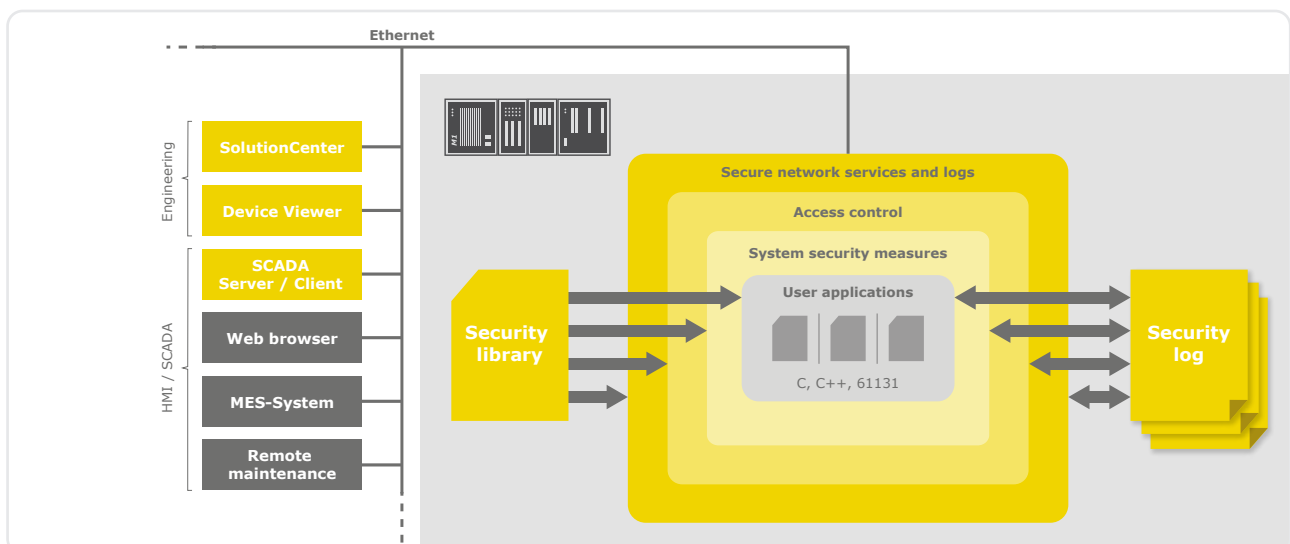 Ethernet
Engineering
SolutionCenter
Device Viewer
HMI / SCADA
SCADA
Server / Client
Web browser
MES-System
Remote
maintenance
M1
Secure network services and logs
Access control
System security measures
User applications
C, C++, 61131
Security
library
Security
log